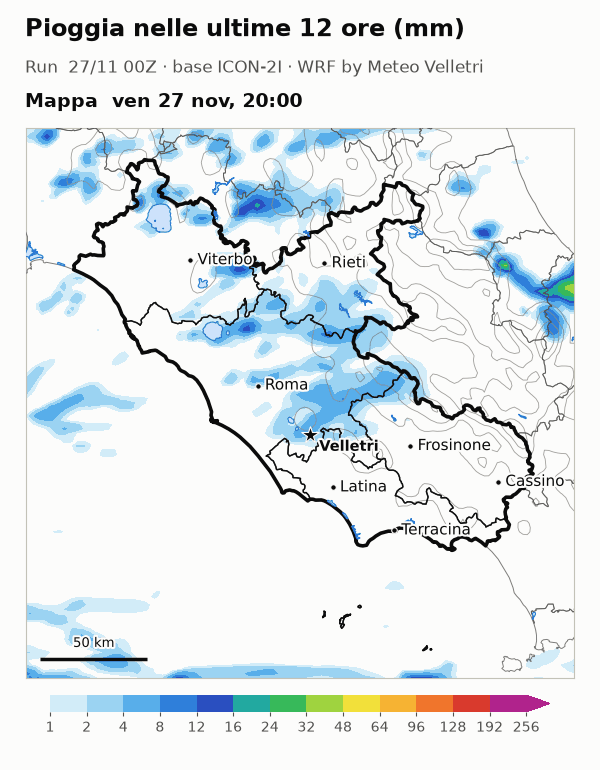 Pioggia nelle ultime 12 ore (mm)
Run  27/11 00Z · base ICON-2I · WRF by Meteo Velletri
Mappa  ven 27 nov, 20:00
Viterbo
Rieti
Roma
Velletri
Frosinone
Cassino
Latina
Terracina
50 km
1 2 4 8 12 16 24 32 48 64 96 128 192 256